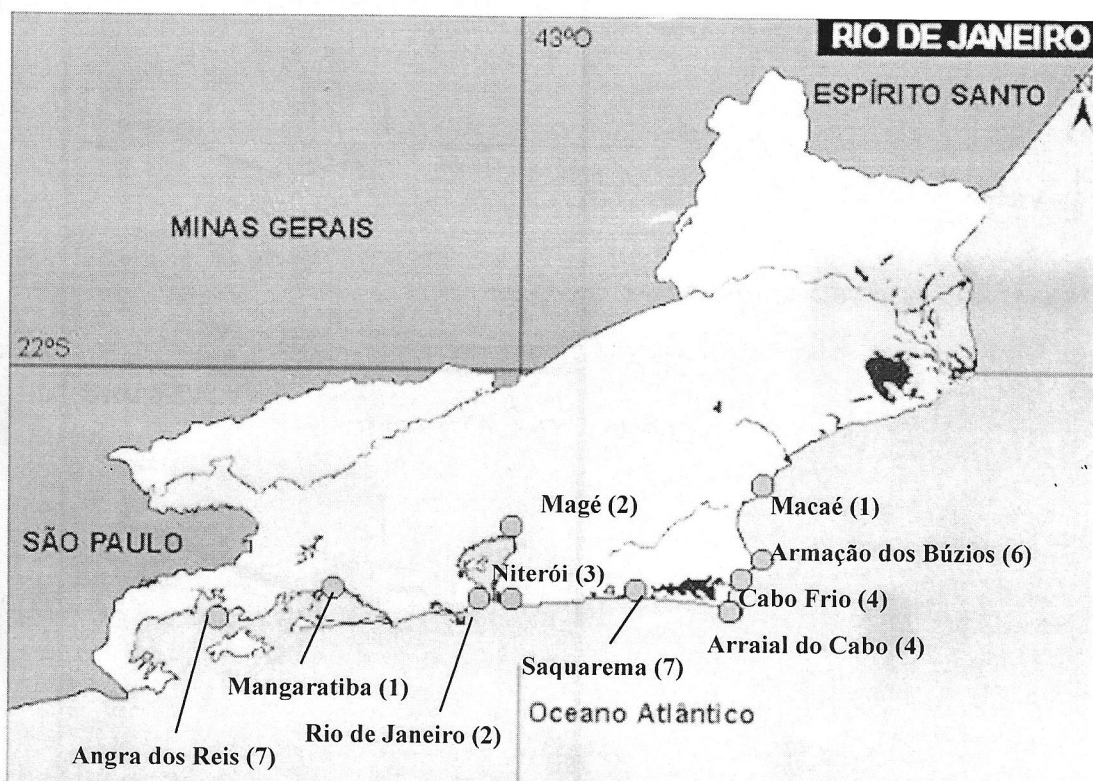 43ºO
RIO DE JANEIRO
ESPÍRITO SANTO
MINAS GERAIS
22ºS
Magé (2)
Macaé (1)
SÃO PAULO
Armação dos Búzios (6)
Niterói (3)
Cabo Frio (4)
Arraial do Cabo (4)
Saquarema (7)
Mangaratiba (1)
Oceano Atlântico
Rio de Janeiro (2)
Angra dos Reis (7)